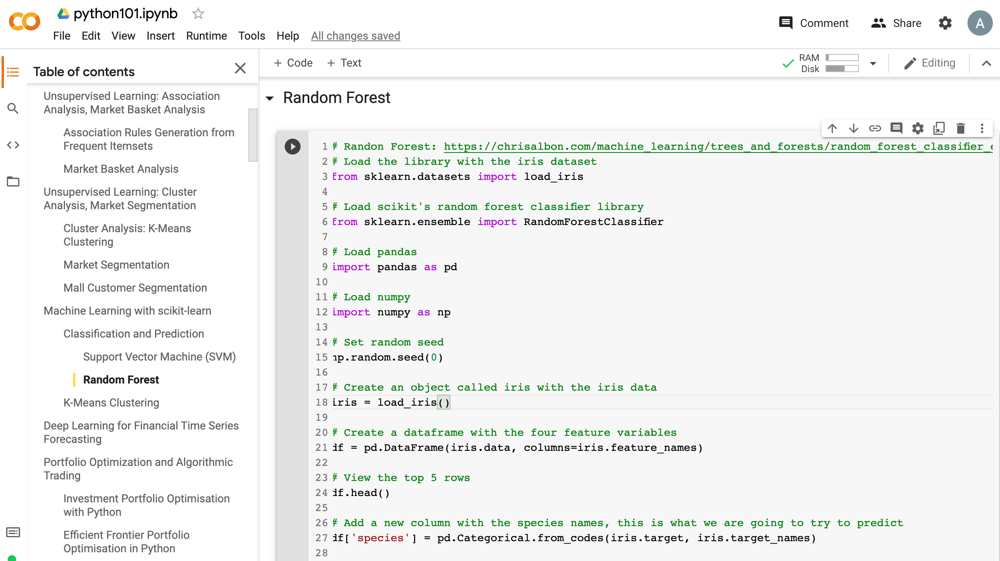 python101.ipynb
File Edit View Insert Runtime Tools Help All changes saved
Comment Share A
Table of contents
Unsupervised Learning: Association
Analysis, Market Basket Analysis
Association Rules Generation from
Frequent Itemsets
Market Basket Analysis
Unsupervised Learning: Cluster
Analysis, Market Segmentation
Cluster Analysis: K-Means
Clustering
Market Segmentation
Mall Customer Segmentation
Machine Learning with scikit-learn
Classification and Prediction
Support Vector Machine (SVM)
Random Forest
K-Means Clustering
Deep Learning for Financial Time Series
Forecasting
Portfolio Optimization and Algorithmic
Trading
Investment Portfolio Optimisation
with Python
Efficient Frontier Portfolio
Optimisation in Python
+ Code + Text
RAM
Disk
Editing
Random Forest
1 # Randon Forest: https://chrisalbon.com/machine_learning/trees_and_forests/random_forest_classifier_e
2 # Load the library with the iris dataset
3 from sklearn.datasets import load_iris
4
5 # Load scikit's random forest classifier library
6 from sklearn.ensemble import RandomForestClassifier
7
8 # Load pandas
9 import pandas as pd
10
11 # Load numpy
12 import numpy as np
13
14 # Set random seed
15 np.random.seed(0)
16
17 # Create an object called iris with the iris data
18 iris = load_iris()
19
20 # Create a dataframe with the four feature variables
21 df = pd.DataFrame(iris.data, columns=iris.feature_names)
22
23 # View the top 5 rows
24 df.head()
25
26 # Add a new column with the species names, this is what we are going to try to predict
27 df['species'] = pd.Categorical.from_codes(iris.target, iris.target_names)
28